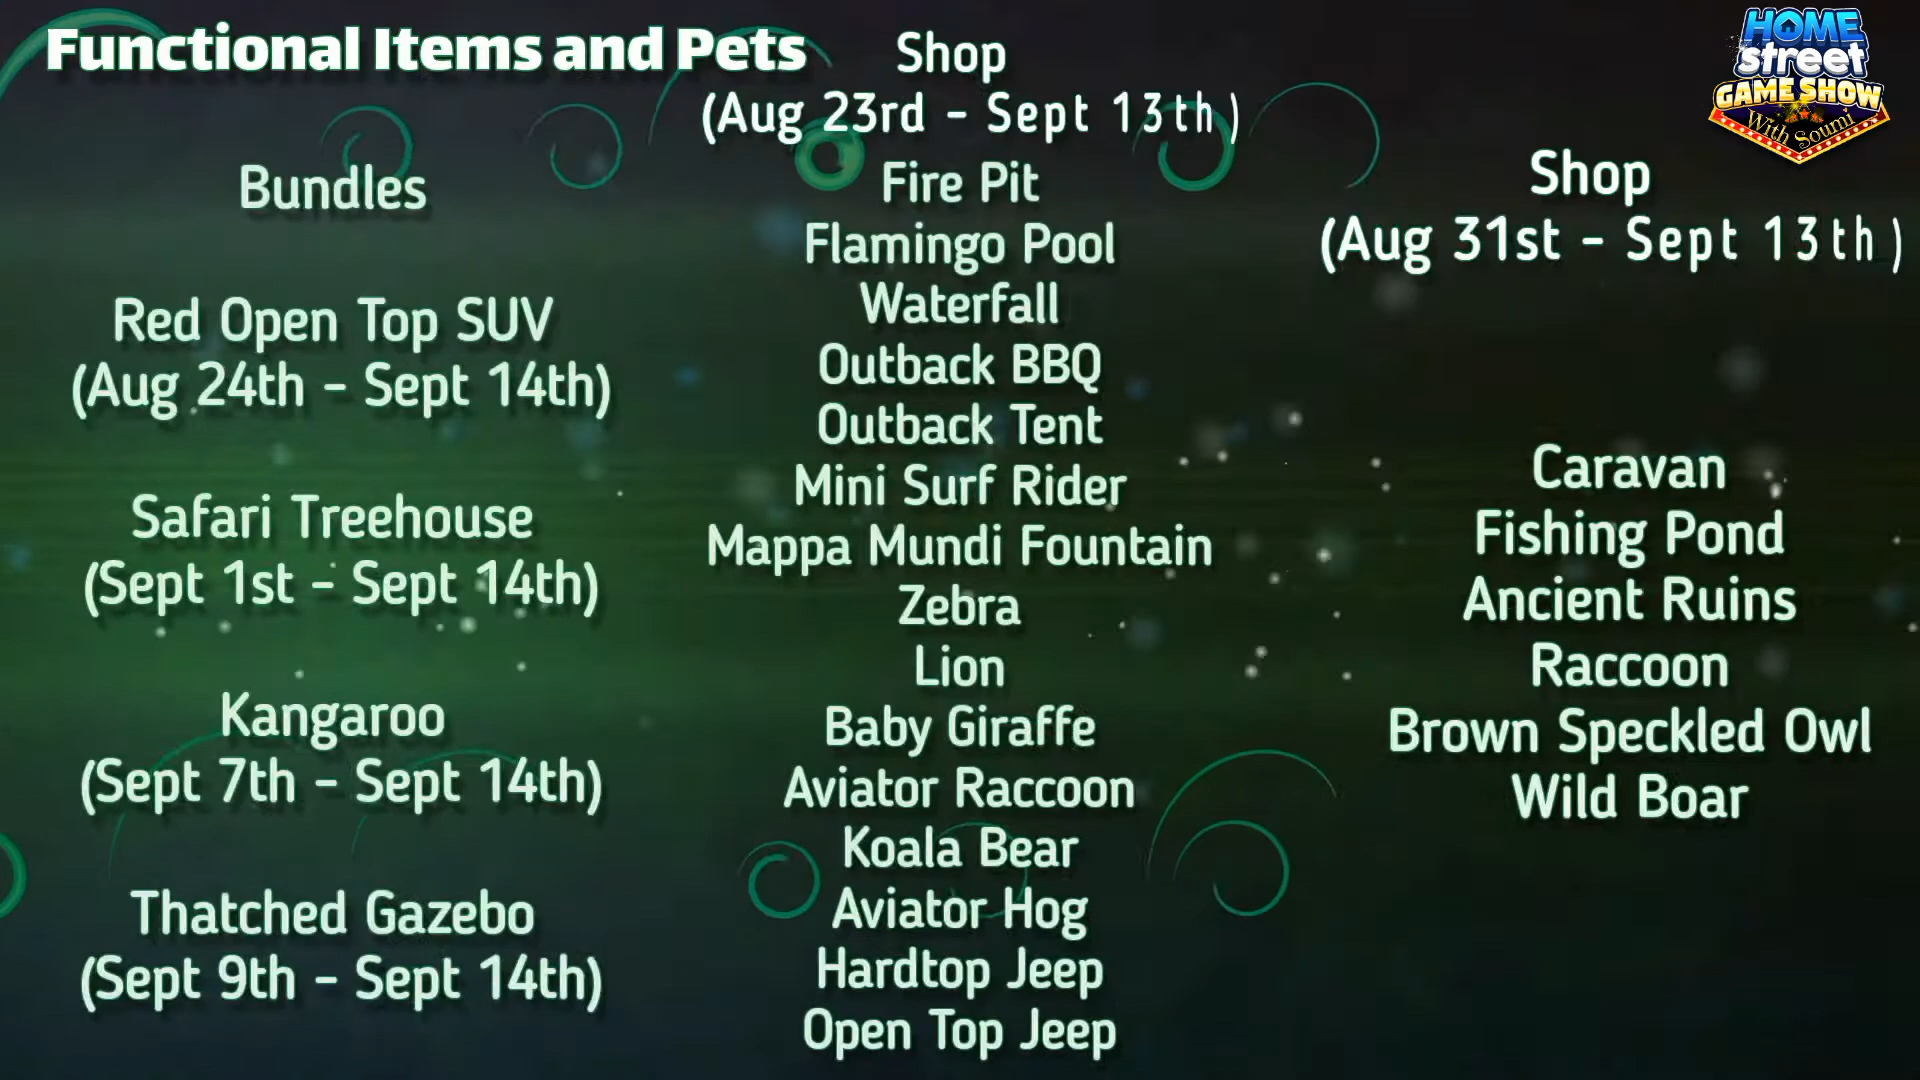 Functional Items and Pets
Bundles
Red Open Top SUV
(Aug 24th - Sept 14th)
Safari Treehouse
(Sept 1st - Sept 14th)
Kangaroo
(Sept 7th - Sept 14th)
Thatched Gazebo
(Sept 9th - Sept 14th)
Shop
(Aug 23rd - Sept 13th)
Fire Pit
Flamingo Pool
Waterfall
Outback BBQ
Outback Tent
Mini Surf Rider
Mappa Mundi Fountain
Zebra
Lion
Baby Giraffe
Aviator Raccoon
Koala Bear
Aviator Hog
Hardtop Jeep
Open Top Jeep
HOME
street
GAME SHOW
With Soumi
Shop
(Aug 31st - Sept 13th)
Caravan
Fishing Pond
Ancient Ruins
Raccoon
Brown Speckled Owl
Wild Boar